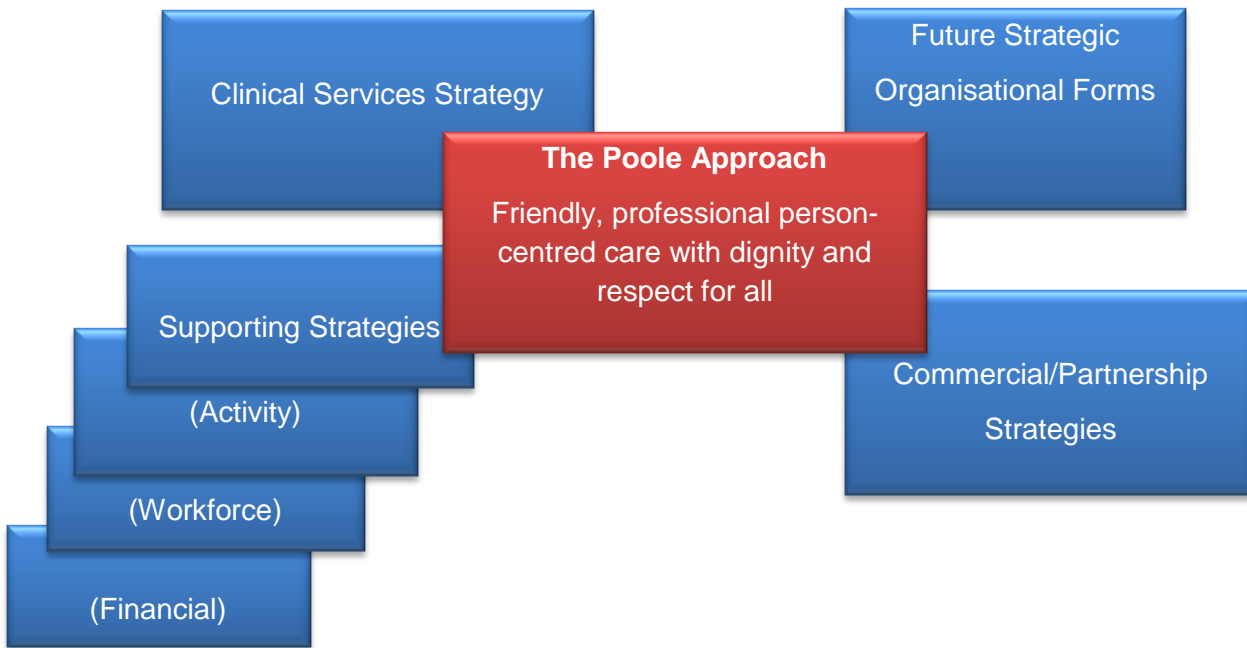 Clinical Services Strategy
Future Strategic
Organisational Forms
The Poole Approach
Friendly, professional person-
centred care with dignity and
respect for all
Supporting Strategies
(Activity)
(Workforce)
(Financial)
Commercial/Partnership
Strategies